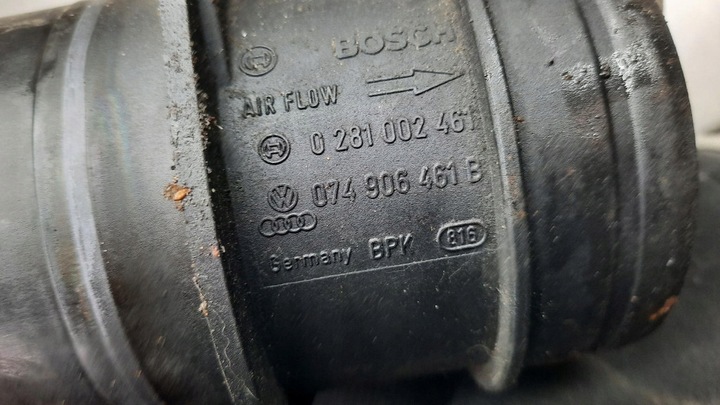 BOSCH
AIR FLOW
0 281 002 461
074 906 461 B
Germany BPK 816